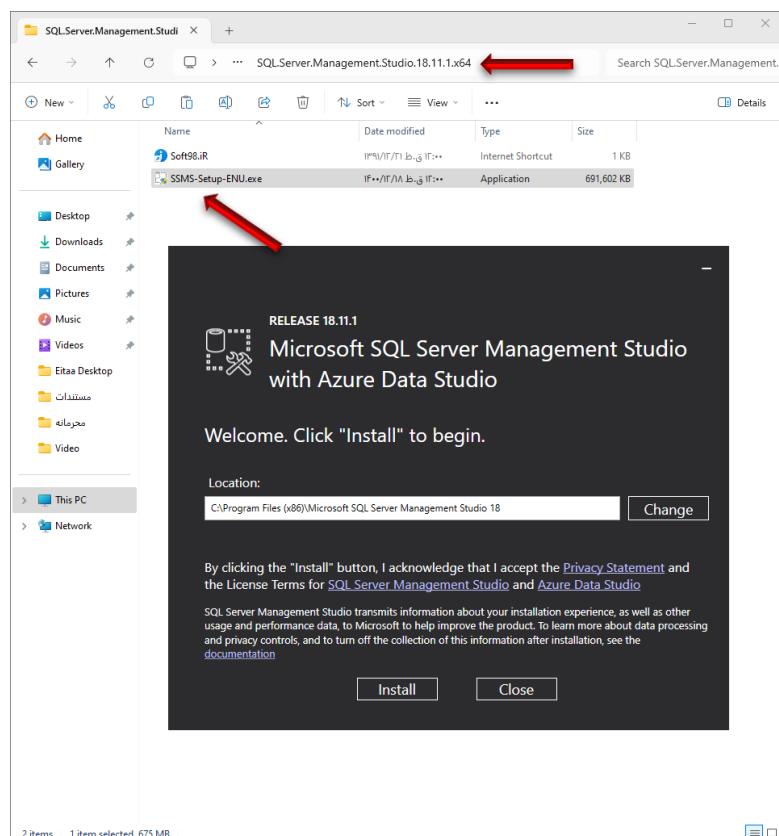 SQL.Server.Management.Studi
SQL.Server.Management.Studio.18.11.1.x64
Search SQL.Server.Management.
New
Sort
View
Details
Name
Date modified
Type
Size
Soft98.iR
۱۳۹۱/۱۲/۲۱ ق.ظ ۱۲:۰۰
Internet Shortcut
1 KB
SSMS-Setup-ENU.exe
۱۴۰۰/۱۲/۱۸ ق.ظ ۱۲:۰۰
Application
691,602 KB
Home
Gallery
Desktop
Downloads
Documents
Pictures
Music
Videos
Eitaa Desktop
مستندات
محرمانه
Video
This PC
Network
RELEASE 18.11.1
Microsoft SQL Server Management Studio
with Azure Data Studio
Welcome. Click "Install" to begin.
Location:
C:\Program Files (x86)\Microsoft SQL Server Management Studio 18
Change
By clicking the "Install" button, I acknowledge that I accept the Privacy Statement and
the License Terms for SQL Server Management Studio and Azure Data Studio
SQL Server Management Studio transmits information about your installation experience, as well as other
usage and performance data, to Microsoft to help improve the product. To learn more about data processing
and privacy controls, and to turn off the collection of this information after installation, see the
documentation
Install
Close
2 items
1 item selected 675 MB